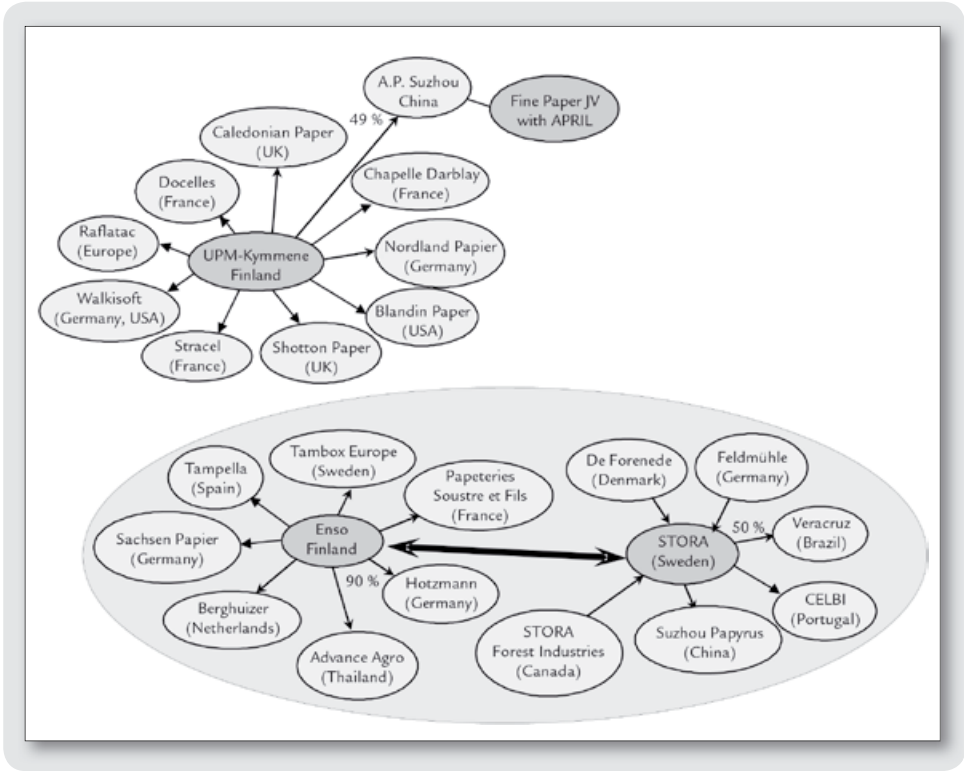 A.P. Suzhou
China
Fine Paper JV
with APRIL
49 %
Caledonian Paper
(UK)
Docelles
(France)
Chapelle Darblay
(France)
Raflatac
(Europe)
UPM-Kymmene
Finland
Nordland Papier
(Germany)
Walkisoft
(Germany, USA)
Blandin Paper
(USA)
Stracel
(France)
Shotton Paper
(UK)
Tampella
(Spain)
Tambox Europe
(Sweden)
Papeteries
Soustre et Fils
(France)
De Forenede
(Denmark)
Feldmühle
(Germany)
Sachsen Papier
(Germany)
Enso
Finland
STORA
(Sweden)
50 %
Veracruz
(Brazil)
90 %
Hotzmann
(Germany)
Berghuizer
(Netherlands)
Advance Agro
(Thailand)
STORA
Forest Industries
(Canada)
Suzhou Papyrus
(China)
CELBI
(Portugal)